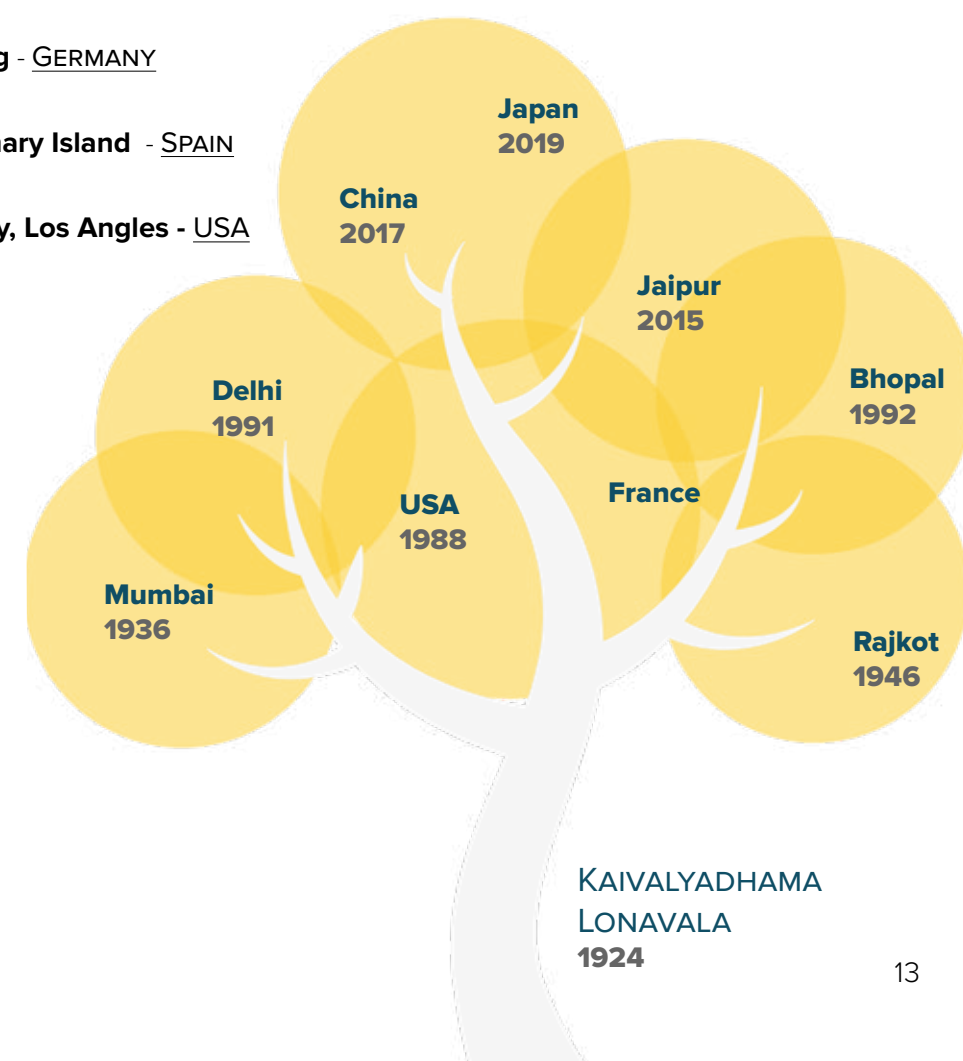 - GERMANY
Island - SPAIN
Los Angles - USA
Japan
2019
China
2017
Jaipur
2015
Bhopal
1992
Delhi
1991
France
USA
1988
Mumbai
1936
Rajkot
1946
KAIVALYADHAMA
LONAVALA
1924
13